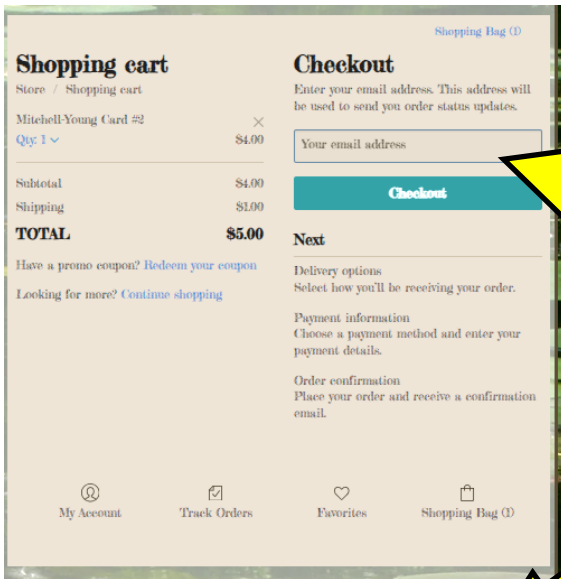 Shopping Bag (1)
Shopping cart
Store / Shopping cart
Mitchell-Young Card #2
Qty: 1
$4.00
Subtotal $4.00
Shipping $1.00
TOTAL $5.00
Have a promo coupon? Redeem your coupon
Looking for more? Continue shopping
Checkout
Enter your email address. This address will
be used to send you order status updates.
Your email address
Checkout
Next
Delivery options
Select how you'll be receiving your order.
Payment information
Choose a payment method and enter your
payment details.
Order confirmation
Place your order and receive a confirmation
email.
My Account Track Orders Favorites Shopping Bag (1)